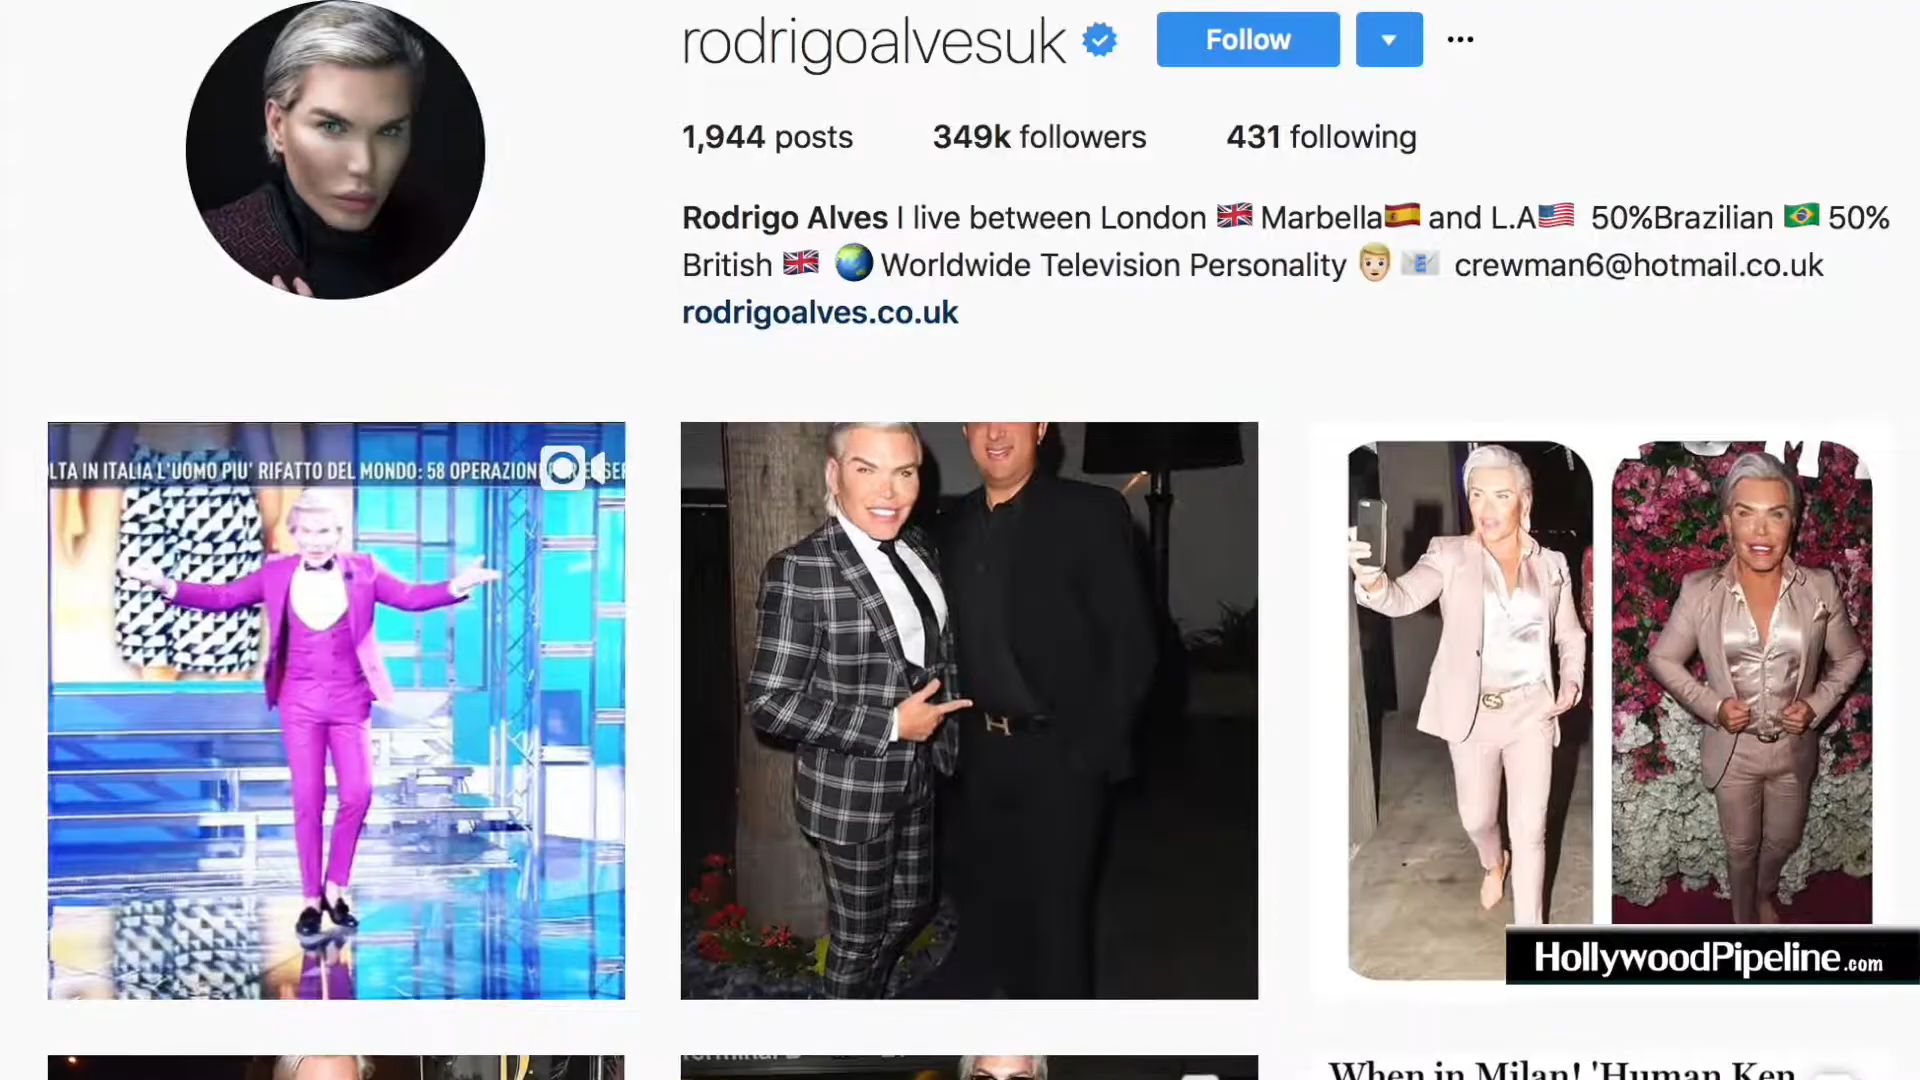 rodrigoalvesuk
Follow
1,944 posts 349k followers 431 following
Rodrigo Alves I live between London 🇬🇧 Marbella🇪🇸 and L.A🇺🇸 50%Brazilian 🇧🇷 50%
British 🇬🇧 🌍 Worldwide Television Personality 👨🏼 📧 crewman6@hotmail.co.uk
rodrigoalves.co.uk
LTA IN ITALIA L'UOMO PIU' RIFATTO DEL MONDO: 58 OPERAZION
HollywoodPipeline.com
When in Milan! 'Human Ken